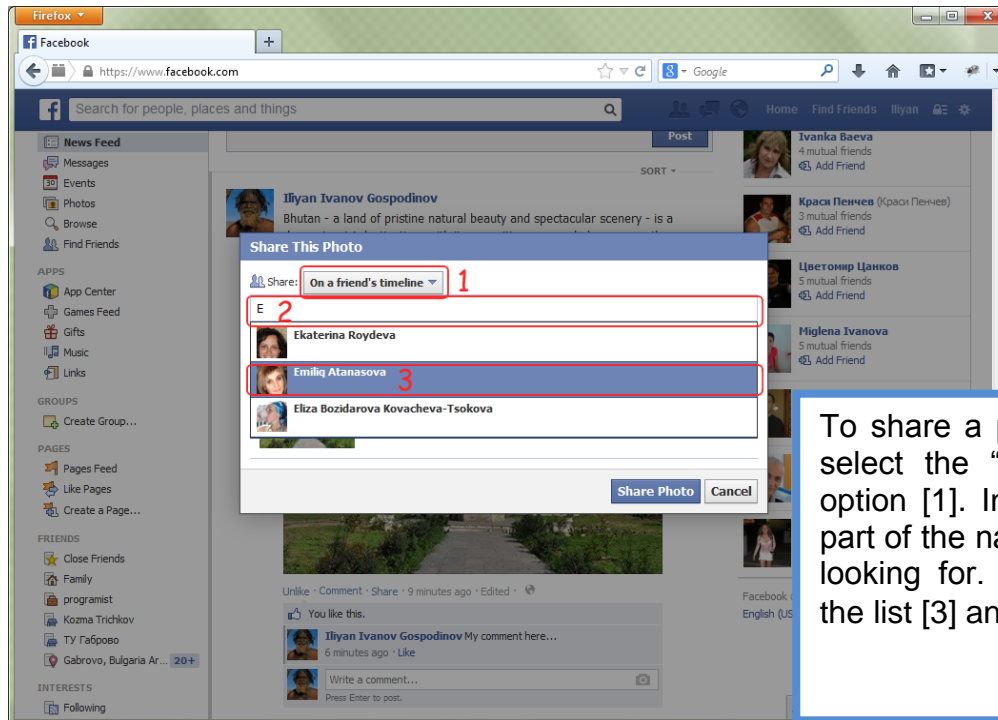 Firefox
Facebook
https://www.facebook.com
Google
Search for people, places and things
Home Find Friends Iliyan
News Feed
Messages
Events
Photos
Browse
Find Friends
APPS
App Center
Games Feed
Gifts
Music
Links
GROUPS
Create Group...
PAGES
Pages Feed
Like Pages
Create a Page...
FRIENDS
Close Friends
Family
programist
Kozma Trichkov
ТУ Габрово
Gabrovo, Bulgaria Ar... 20+
INTERESTS
Following
Post
SORT
Iliyan Ivanov Gospodinov
Bhutan - a land of pristine natural beauty and spectacular scenery - is a
Share This Photo
Share: On a friend's timeline 1
E 2
Ekaterina Roydeva
Emiliq Atanasova 3
Eliza Bozidarova Kovacheva-Tsokova
Share Photo Cancel
Unlike · Comment · Share · 9 minutes ago · Edited ·
You like this.
Iliyan Ivanov Gospodinov My comment here...
6 minutes ago · Like
Write a comment...
Press Enter to post.
Ivanka Baeva
4 mutual friends
Add Friend
Краси Пенчев (Краси Пенчев)
3 mutual friends
Add Friend
Цветомир Цанков
5 mutual friends
Add Friend
Miglena Ivanova
5 mutual friends
Add Friend
Facebook
English (US
To share a
select the “
option [1]. I
part of the na
looking for.
the list [3] an